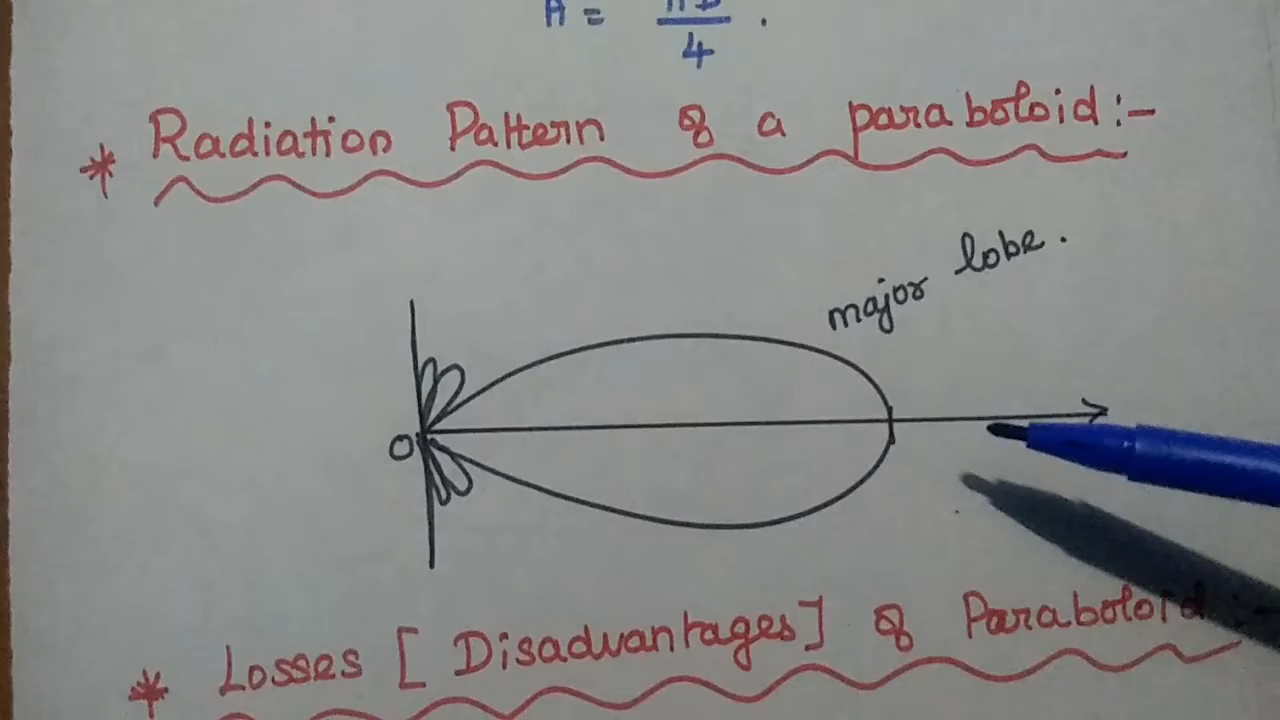 A =
4 .
* Radiation Pattern of a paraboloid :-
major lobe .
O
* Losses [ Disadvantages ] of Paraboloid :-